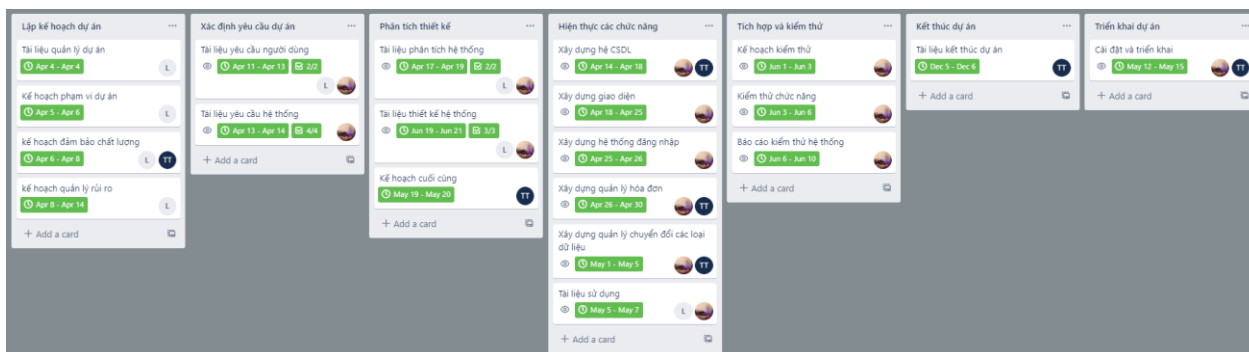 Lập kế hoạch dự án
Tài liệu quản lý dự án
Apr 4 - Apr 4
L
Kế hoạch phạm vi dự án
Apr 5 - Apr 6
L
kế hoạch đảm bảo chất lượng
Apr 6 - Apr 8
L TT
kế hoạch quản lý rủi ro
Apr 8 - Apr 14
L
+ Add a card
Xác định yêu cầu dự án
Tài liệu yêu cầu người dùng
Apr 11 - Apr 13 2/2
L
Tài liệu yêu cầu hệ thống
Apr 13 - Apr 14 4/4
+ Add a card
Phân tích thiết kế
Tài liệu phân tích hệ thống
Apr 17 - Apr 19 2/2
L
Tài liệu thiết kế hệ thống
Jun 19 - Jun 21 3/3
L
Kế hoạch cuối cùng
May 19 - May 20
TT
+ Add a card
Hiện thực các chức năng
Xây dựng hệ CSDL
Apr 14 - Apr 18
TT
Xây dựng giao diện
Apr 18 - Apr 25
Xây dựng hệ thống đăng nhập
Apr 25 - Apr 26
Xây dựng quản lý hóa đơn
Apr 26 - Apr 30
TT
Xây dựng quản lý chuyển đổi các loại
dữ liệu
May 1 - May 5
TT
Tài liệu sử dụng
May 5 - May 7
L
+ Add a card
Tích hợp và kiểm thử
Kế hoạch kiểm thử
Jun 1 - Jun 3
Kiểm thử chức năng
Jun 3 - Jun 6
Báo cáo kiểm thử hệ thống
Jun 6 - Jun 10
+ Add a card
Kết thúc dự án
Tài liệu kết thúc dự án
Dec 5 - Dec 6
TT
+ Add a card
Triển khai dự án
Cài đặt và triển khai
May 12 - May 15
TT
+ Add a card